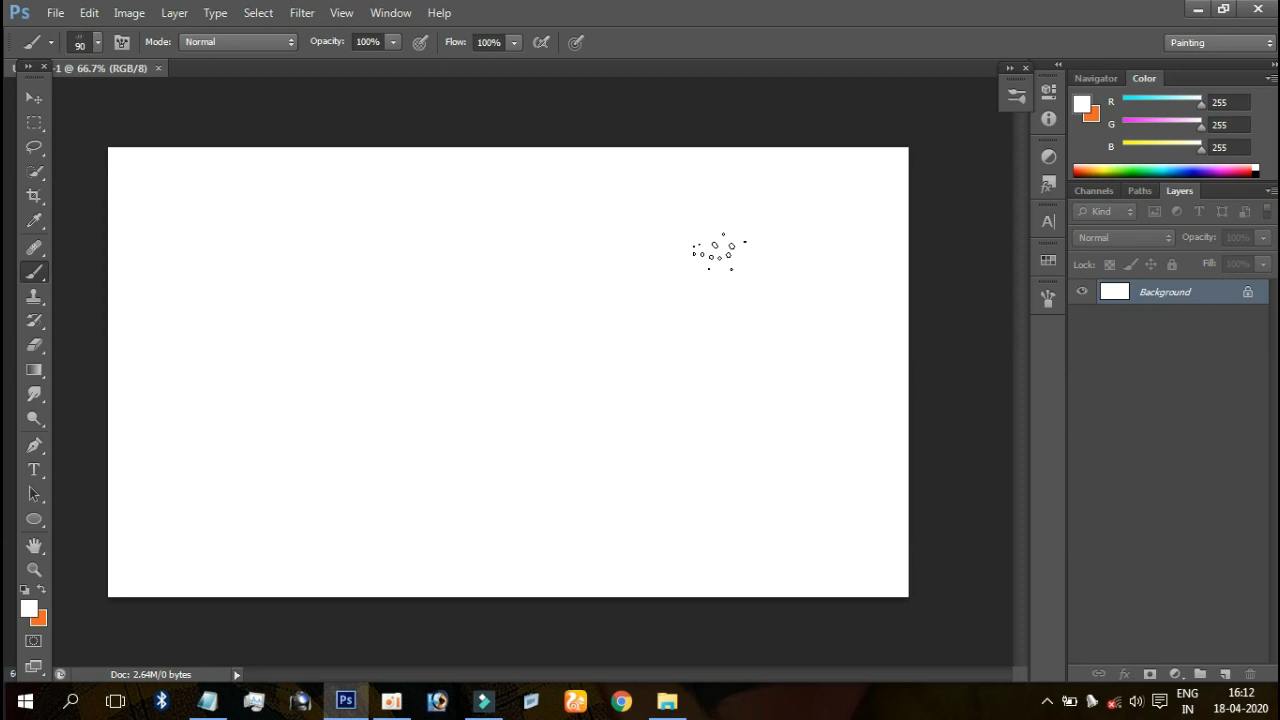 Ps File Edit Image Layer Type Select Filter View Window Help
90 Mode: Normal Opacity: 100% Flow: 100% Painting
-1 @ 66.7% (RGB/8) ×
Navigator Color
R 255
G 255
B 255
Channels Paths Layers
Kind
Normal Opacity: 100%
Lock: Fill: 100%
Background
Doc: 2.64M/0 bytes
Ps
ENG 16:12
IN 18-04-2020